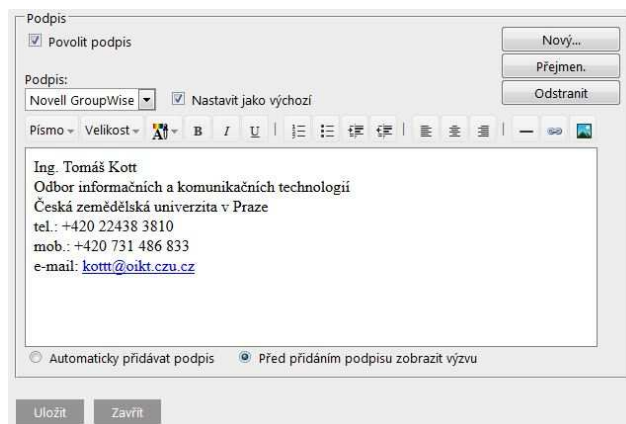 Podpis
Povolit podpis
Nový...
Přejmen.
Odstranit
Podpis:
Novell GroupWise
Nastavit jako výchozí
Písmo
Velikost
A
B
I
U
Ing. Tomáš Kott
Odbor informačních a komunikačních technologií
Česká zemědělská univerzita v Praze
tel.: +420 22438 3810
mob.: +420 731 486 833
e-mail: kottt@oikt.czu.cz
Automaticky přidávat podpis
Před přidáním podpisu zobrazit výzvu
Uložit
Zavřít